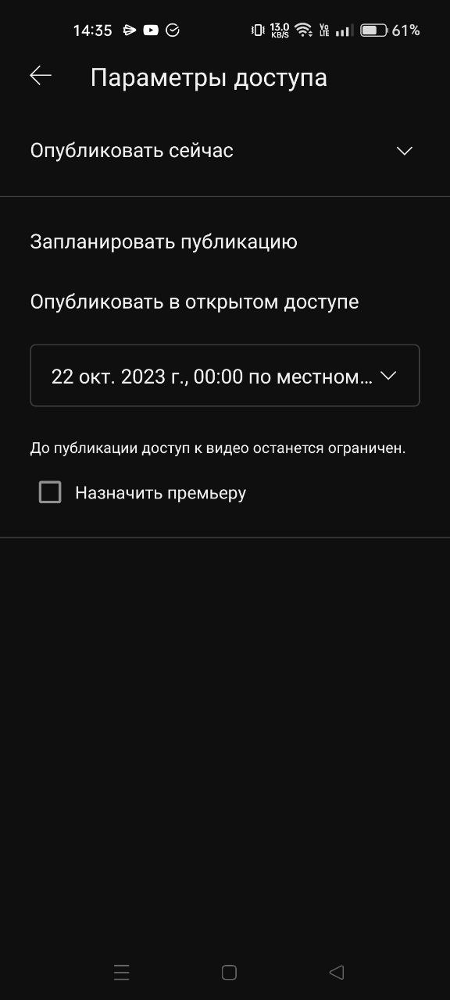 14:35 13.0 KB/S Vo LTE 61%
Параметры доступа
Опубликовать сейчас
Запланировать публикацию
Опубликовать в открытом доступе
22 окт. 2023 г., 00:00 по местном...
До публикации доступ к видео останется ограничен.
Назначить премьеру